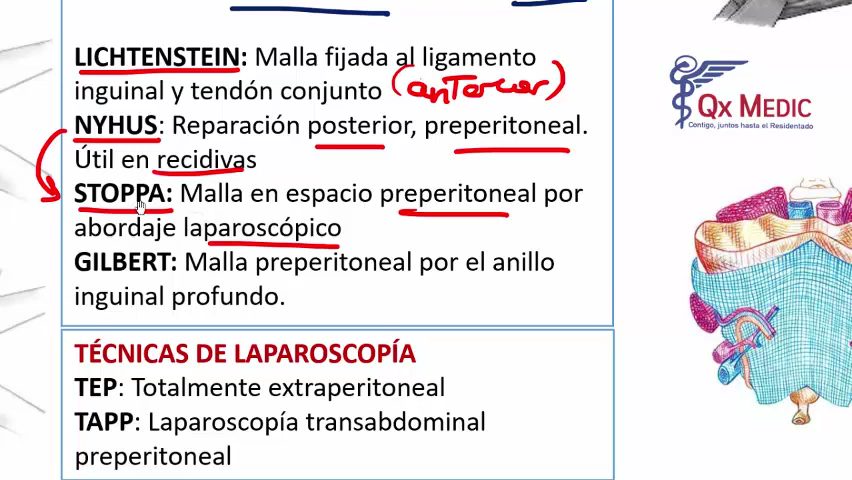 LICHTENSTEIN: Malla fijada al ligamento
inguinal y tendón conjunto (anTerior)
NYHUS: Reparación posterior, preperitoneal.
Útil en recidivas
STOPPA: Malla en espacio preperitoneal por
abordaje laparoscópico
GILBERT: Malla preperitoneal por el anillo
inguinal profundo.
TÉCNICAS DE LAPAROSCOPÍA
TEP: Totalmente extraperitoneal
TAPP: Laparoscopía transabdominal
preperitoneal
QX MEDIC
Contigo, juntos hasta el Residentado